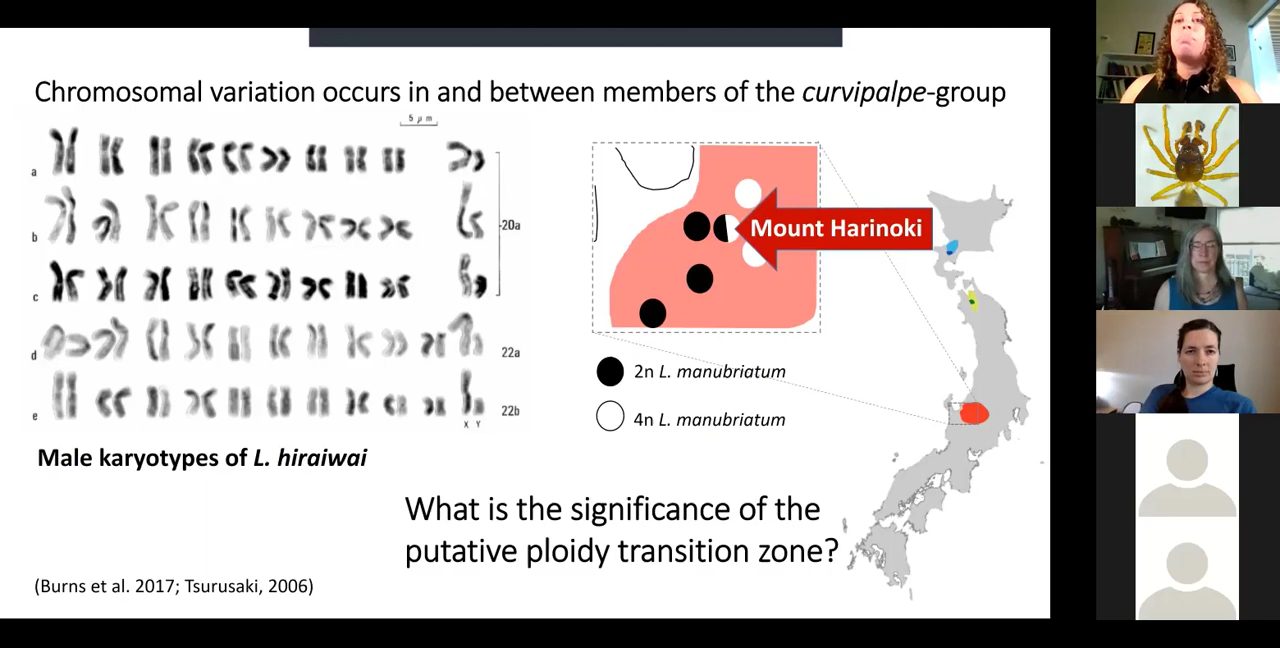 Chromosomal variation occurs in and between members of the curvipalpe-group
5 µm
a
b
c
d
e
20a
22a
22b
X Y
Male karyotypes of L. hiraiwai
Mount Harinoki
2n L. manubriatum
4n L. manubriatum
What is the significance of the
putative ploidy transition zone?
(Burns et al. 2017; Tsurusaki, 2006)